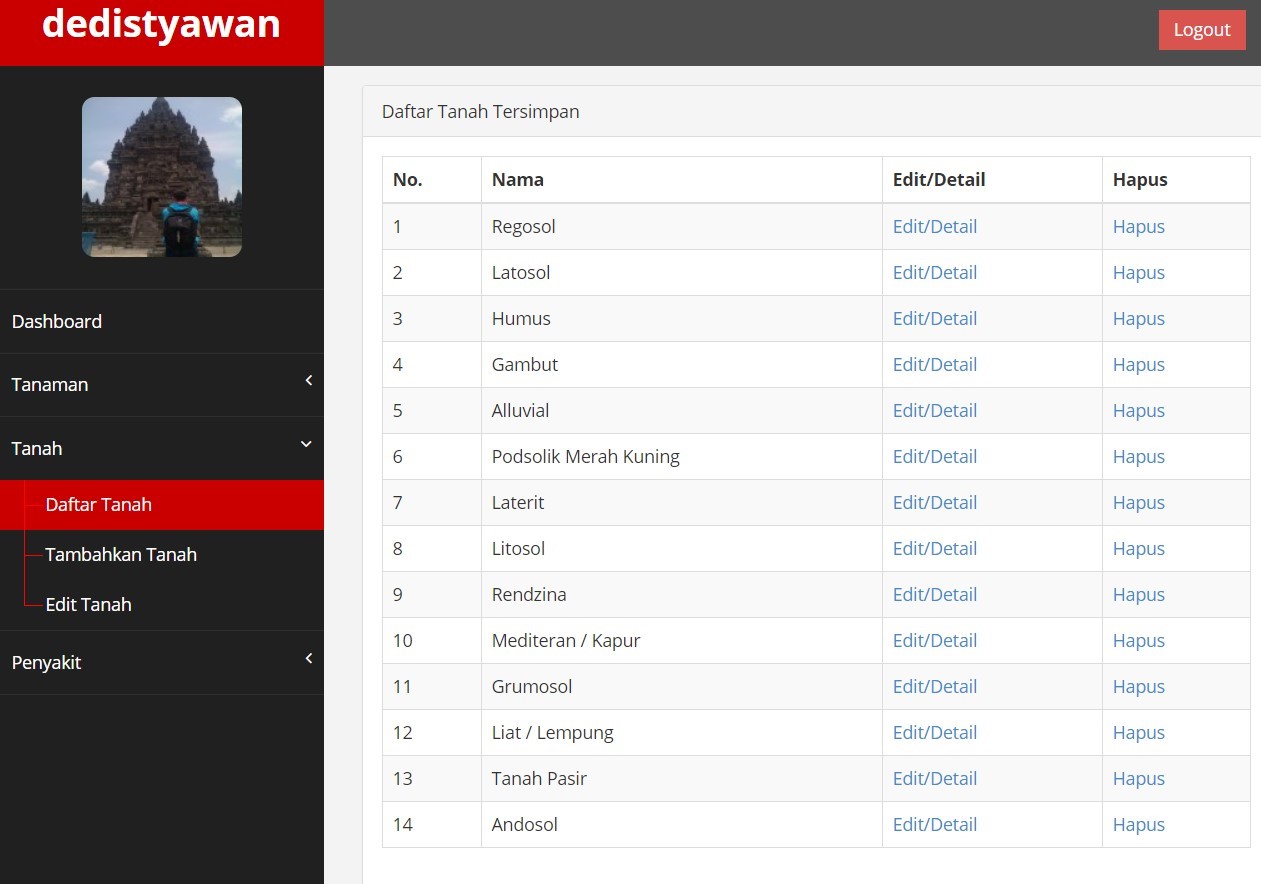 dedistyawan
Logout
Dashboard
Tanaman
Tanah
Daftar Tanah
Tambahkan Tanah
Edit Tanah
Penyakit
Daftar Tanah Tersimpan
No. Nama Edit/Detail Hapus
1 Regosol Edit/Detail Hapus
2 Latosol Edit/Detail Hapus
3 Humus Edit/Detail Hapus
4 Gambut Edit/Detail Hapus
5 Alluvial Edit/Detail Hapus
6 Podsolik Merah Kuning Edit/Detail Hapus
7 Laterit Edit/Detail Hapus
8 Litosol Edit/Detail Hapus
9 Rendzina Edit/Detail Hapus
10 Mediteran / Kapur Edit/Detail Hapus
11 Grumosol Edit/Detail Hapus
12 Liat / Lempung Edit/Detail Hapus
13 Tanah Pasir Edit/Detail Hapus
14 Andosol Edit/Detail Hapus